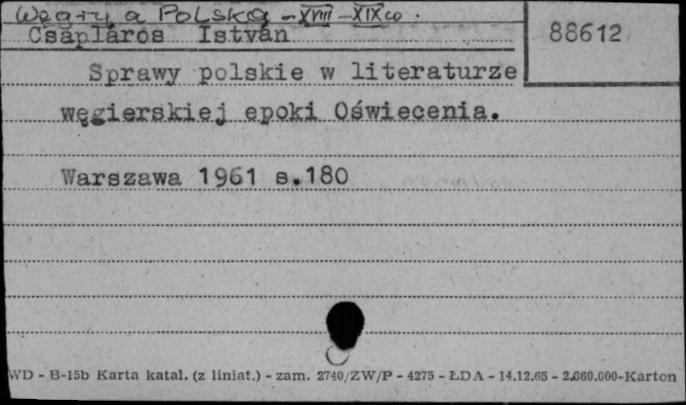 Węgry a Polska - XVIII - XIX w.
Csapláros István
88612
Sprawy polskie w literaturze
węgierskiej epoki Oświecenia.
Warszawa 1961 s.180
WD - B-15b Karta katal. (z liniat.) - zam. 2740/ZW/P - 4275 - ŁDA - 14.12.65 - 2.660.000-Karton